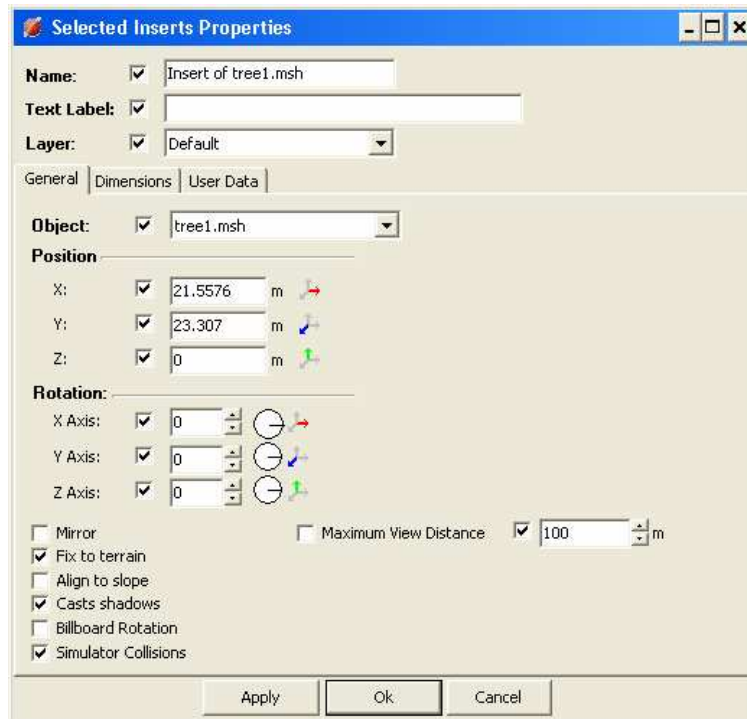 Selected Inserts Properties
Name: Insert of tree1.msh
Text Label:
Layer: Default
General Dimensions User Data
Object: tree1.msh
Position
X: 21.5576 m
Y: 23.307 m
Z: 0 m
Rotation:
X Axis: 0
Y Axis: 0
Z Axis: 0
Mirror Maximum View Distance 100 m
Fix to terrain
Align to slope
Casts shadows
Billboard Rotation
Simulator Collisions
Apply Ok Cancel